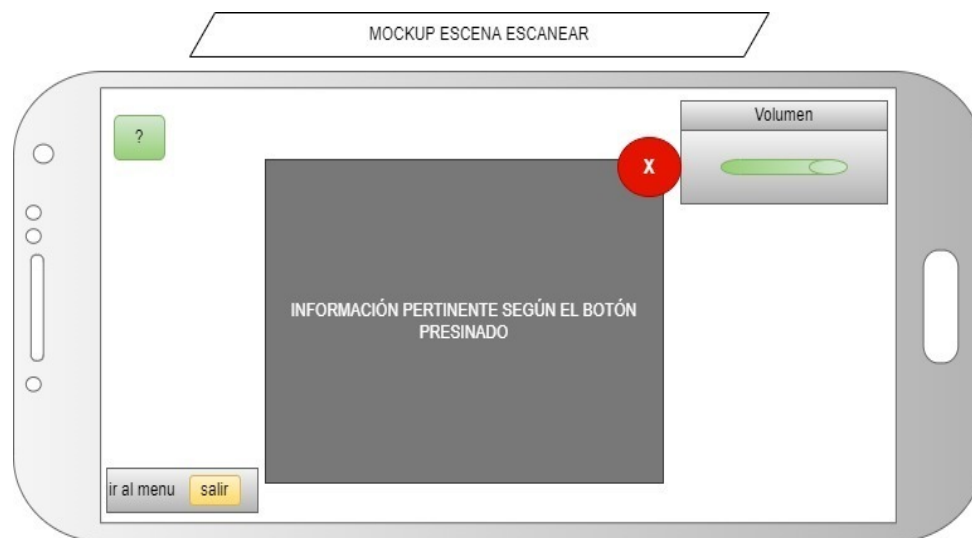 MOCKUP ESCENA ESCANEAR
?
Volumen
X
INFORMACIÓN PERTINENTE SEGÚN EL BOTÓN
PRESINADO
ir al menu salir